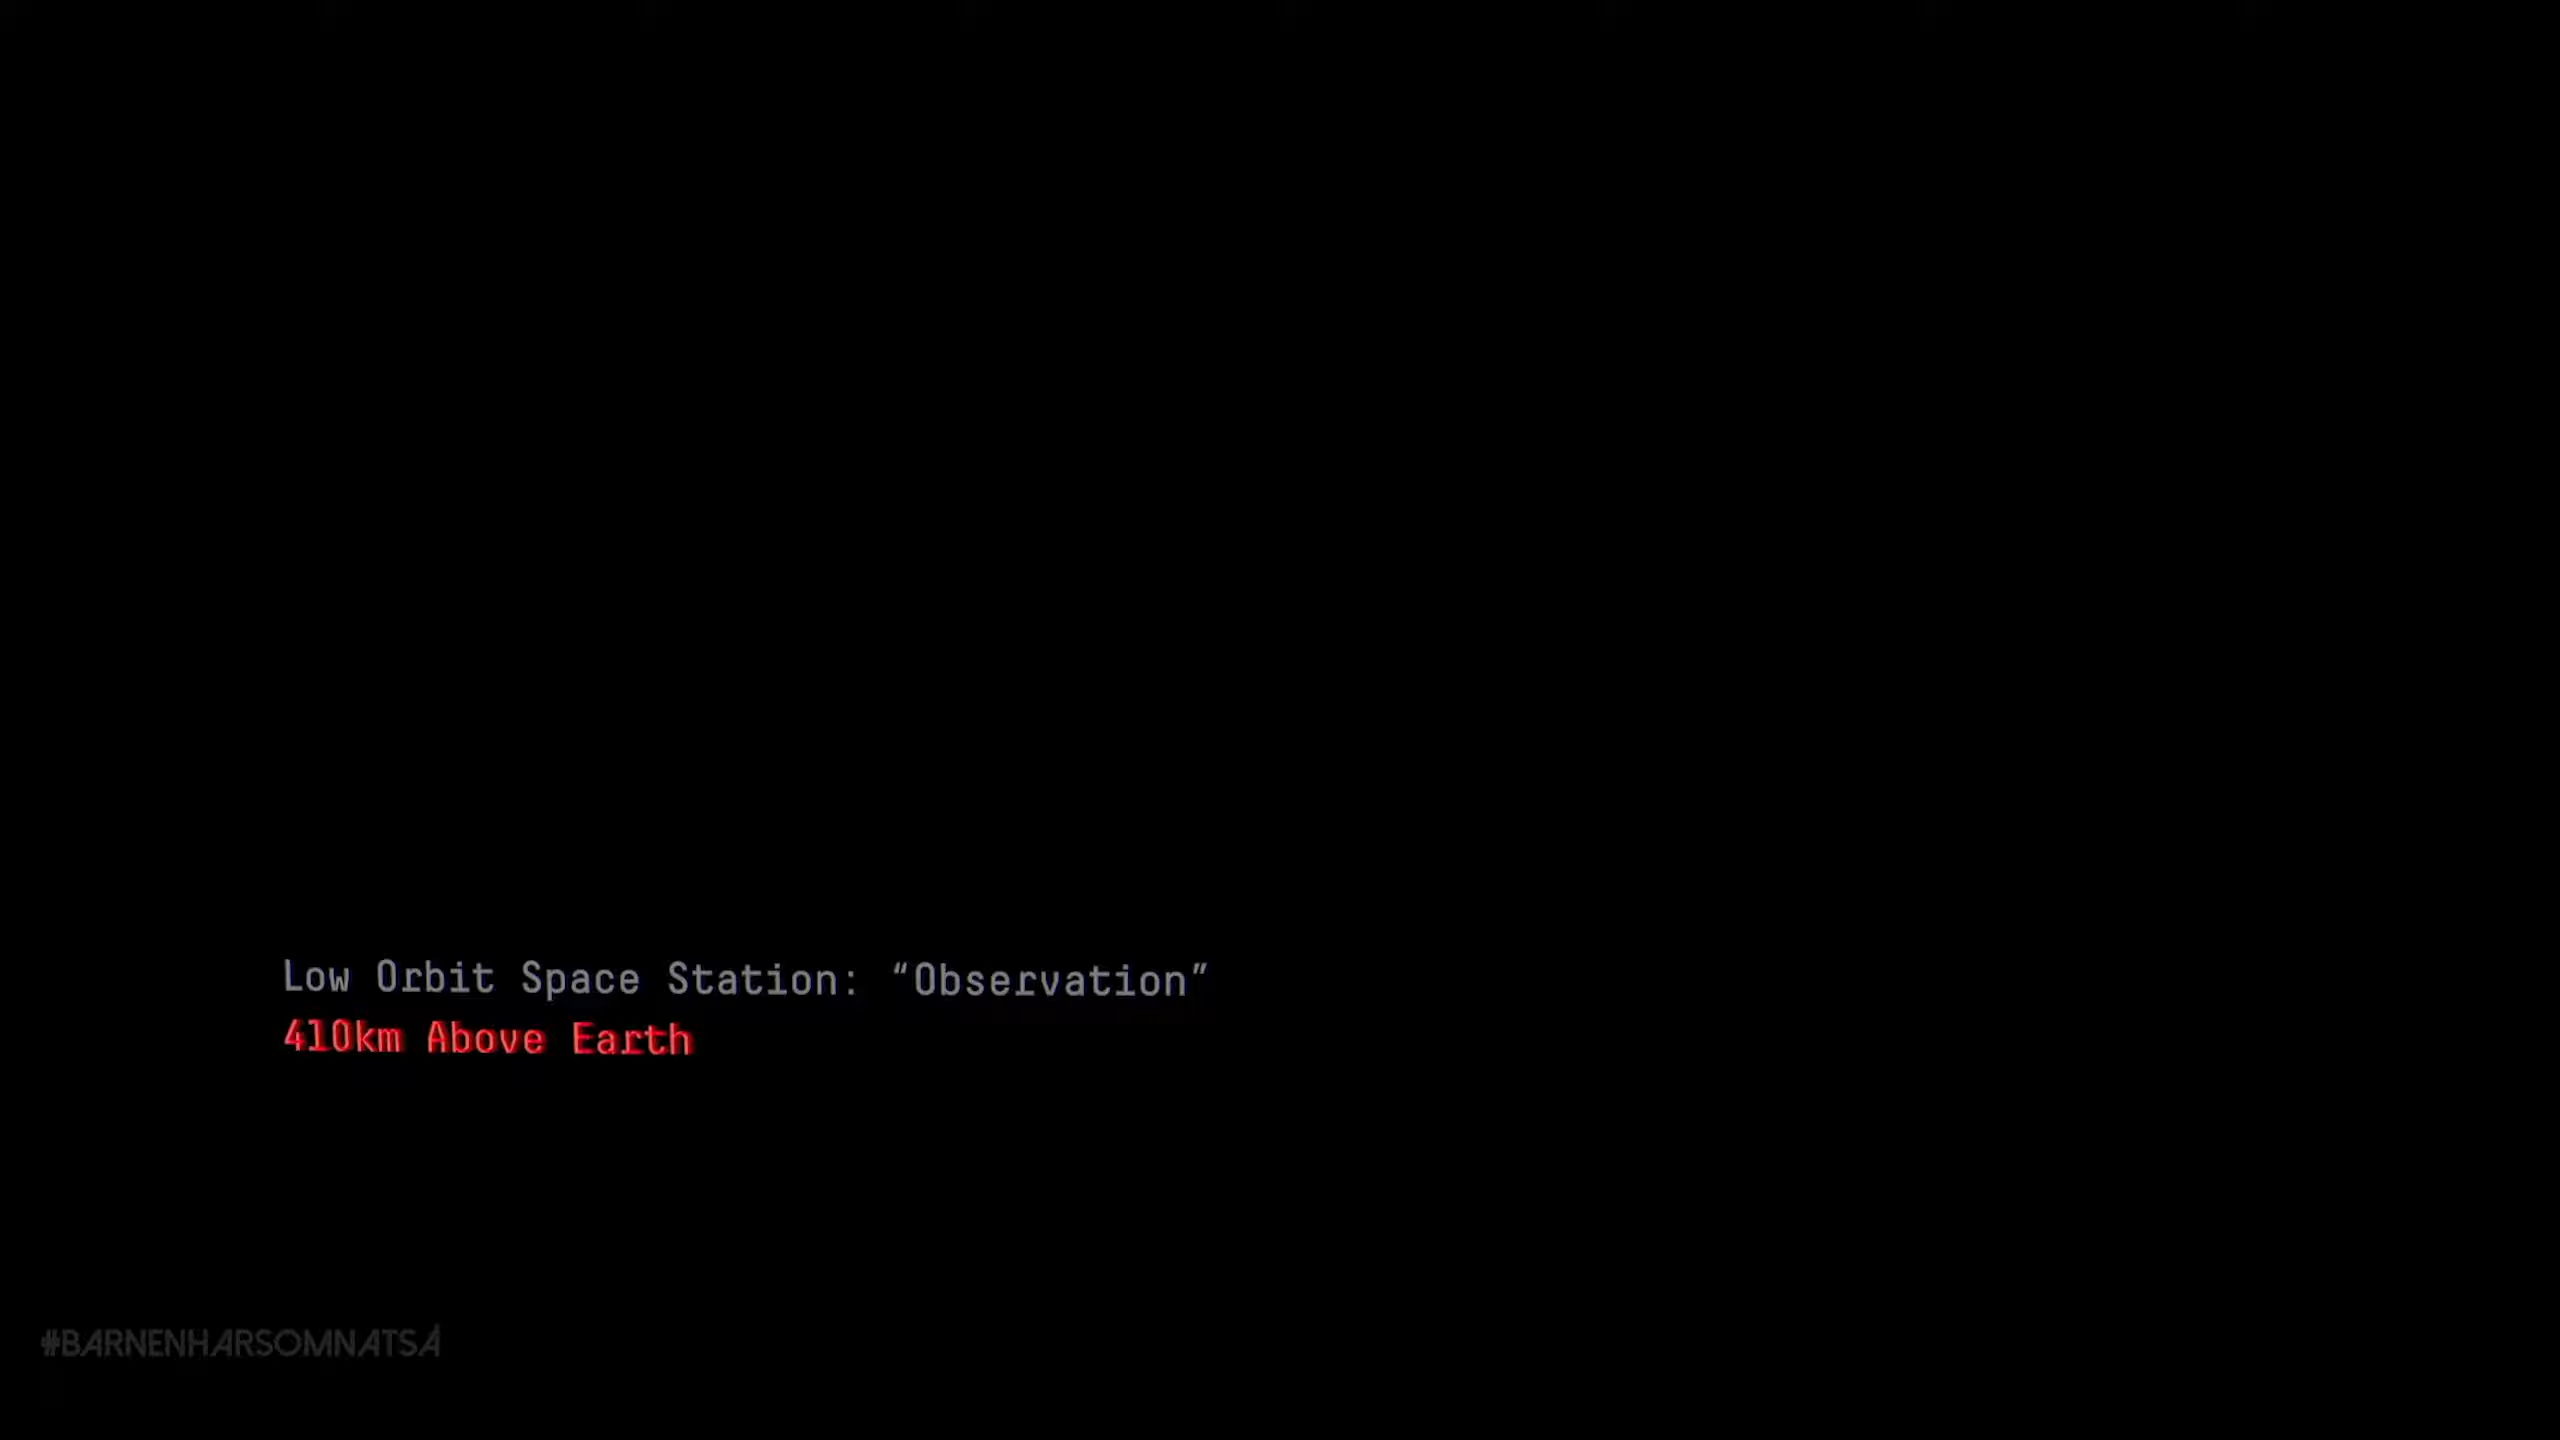 Low Orbit Space Station: “Observation”
410km Above Earth
#BARNENHARSOMNATSÅ